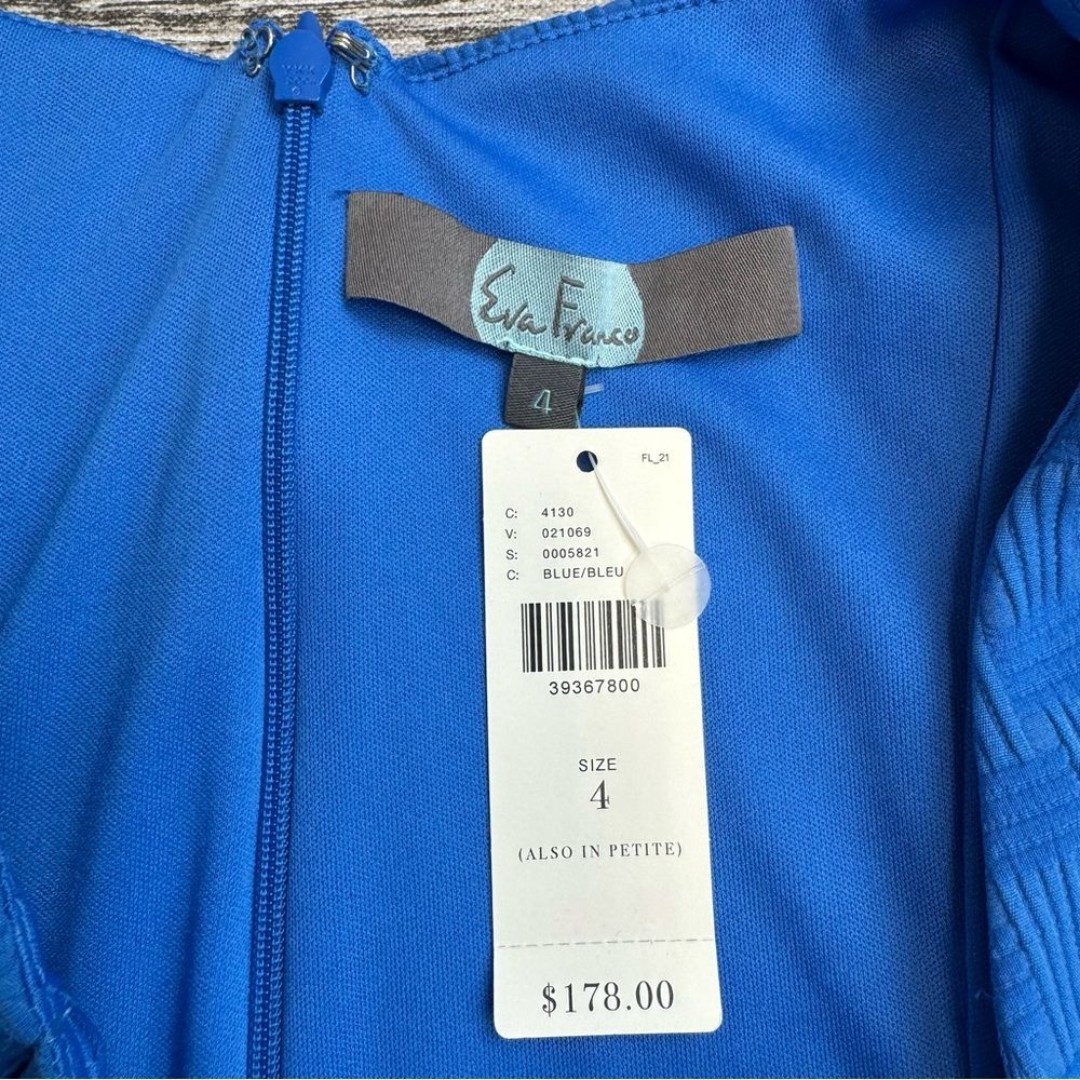 Eva Franco
4
FL_21
C: 4130
V: 021069
S: 0005821
C: BLUE/BLEU
39367800
SIZE
4
(ALSO IN PETITE)
$178.00